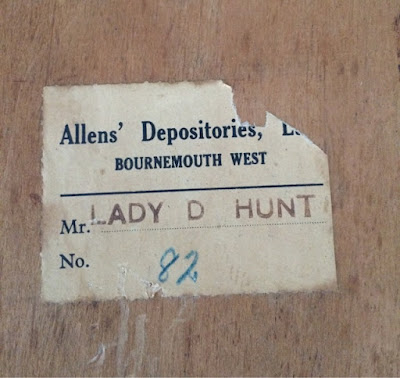 Allens' Depositories,
BOURNEMOUTH WEST
Mr. LADY D HUNT
No. 82